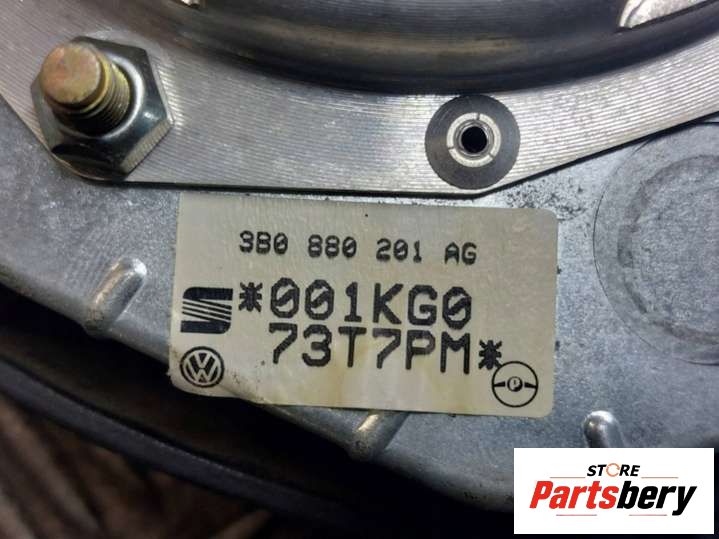 3B0 880 201 AG
*001KG0
73T7PM*
STORE
Partsbery